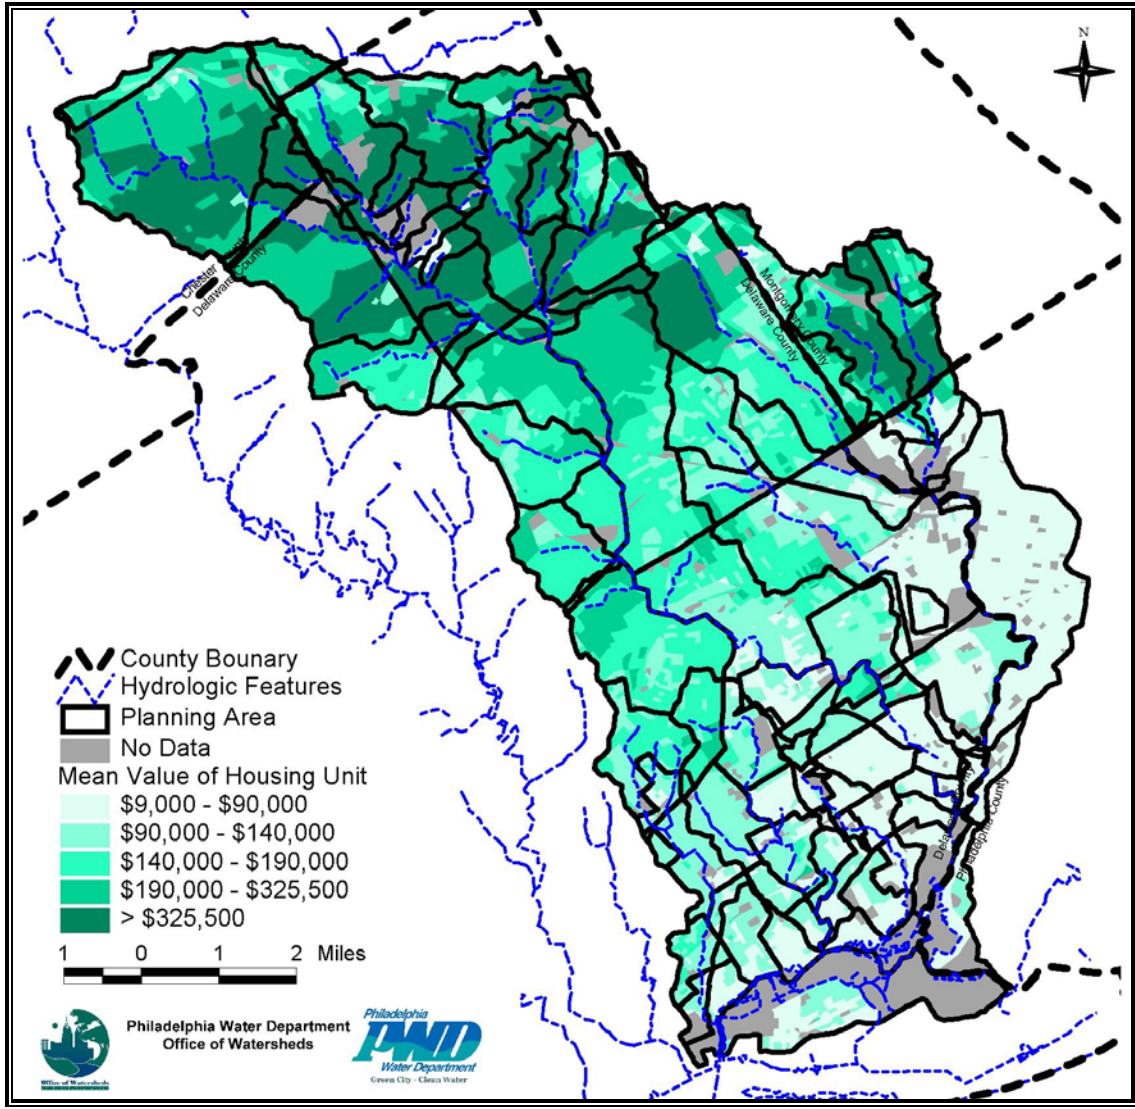 N
Chester County
Delaware County
Montgomery County
Delaware County
County Bounary
Hydrologic Features
Planning Area
No Data
Mean Value of Housing Unit
$9,000 - $90,000
$90,000 - $140,000
$140,000 - $190,000
$190,000 - $325,500
> $325,500
Delaware County
Philadelphia County
1 0 1 2 Miles
Philadelphia Water Department
Office of Watersheds
Office of Watersheds
Philadelphia
PWD
Water Department
Green City - Clean Water